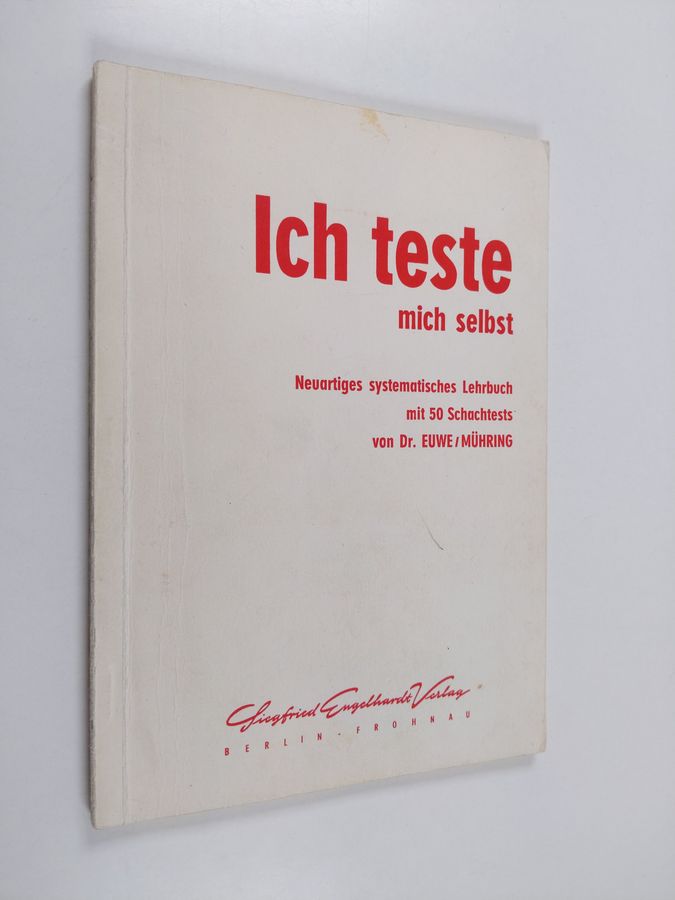 Ich teste
mich selbst
Neuartiges systematisches Lehrbuch
mit 50 Schachtests
von Dr. EUWE/MÜHRING
Siegfried Engelhardt Verlag
BERLIN-FROHNAU